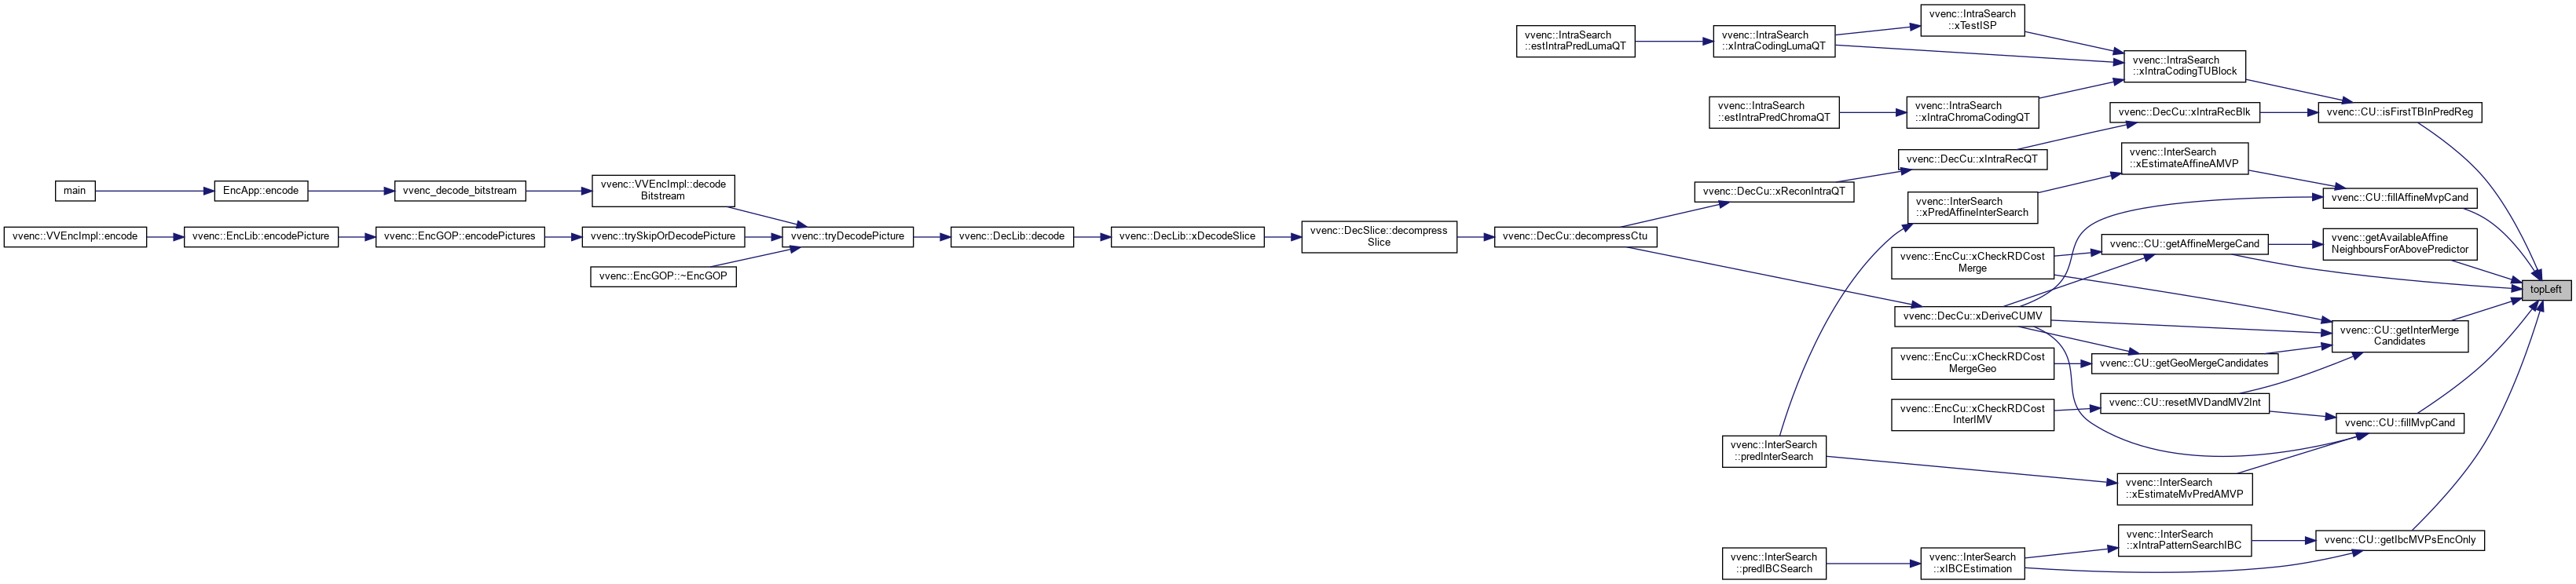 vvenc::IntraSearch
::xTestISP
vvenc::IntraSearch
::estIntraPredLumaQT
vvenc::IntraSearch
::xIntraCodingLumaQT
vvenc::IntraSearch
::xIntraCodingTUBlock
vvenc::IntraSearch
::estIntraPredChromaQT
vvenc::IntraSearch
::xIntraChromaCodingQT
vvenc::DecCu::xIntraRecBlk
vvenc::CU::isFirstTBInPredReg
vvenc::DecCu::xIntraRecQT
vvenc::InterSearch
::xEstimateAffineAMVP
main
EncApp::encode
vvenc_decode_bitstream
vvenc::VVEncImpl::decode
Bitstream
vvenc::DecCu::xReconIntraQT
vvenc::InterSearch
::xPredAffineInterSearch
vvenc::CU::fillAffineMvpCand
vvenc::VVEncImpl::encode
vvenc::EncLib::encodePicture
vvenc::EncGOP::encodePictures
vvenc::trySkipOrDecodePicture
vvenc::tryDecodePicture
vvenc::DecLib::decode
vvenc::DecLib::xDecodeSlice
vvenc::DecSlice::decompress
Slice
vvenc::DecCu::decompressCtu
vvenc::CU::getAffineMergeCand
vvenc::getAvailableAffine
NeighboursForAbovePredictor
vvenc::EncGOP::~EncGOP
vvenc::EncCu::xCheckRDCost
Merge
topLeft
vvenc::DecCu::xDeriveCUMV
vvenc::CU::getInterMerge
Candidates
vvenc::EncCu::xCheckRDCost
MergeGeo
vvenc::CU::getGeoMergeCandidates
vvenc::EncCu::xCheckRDCost
InterIMV
vvenc::CU::resetMVDandMV2Int
vvenc::CU::fillMvpCand
vvenc::InterSearch
::predInterSearch
vvenc::InterSearch
::xEstimateMvPredAMVP
vvenc::InterSearch
::xIntraPatternSearchIBC
vvenc::CU::getIbcMVPsEncOnly
vvenc::InterSearch
::predIBCSearch
vvenc::InterSearch
::xIBCEstimation